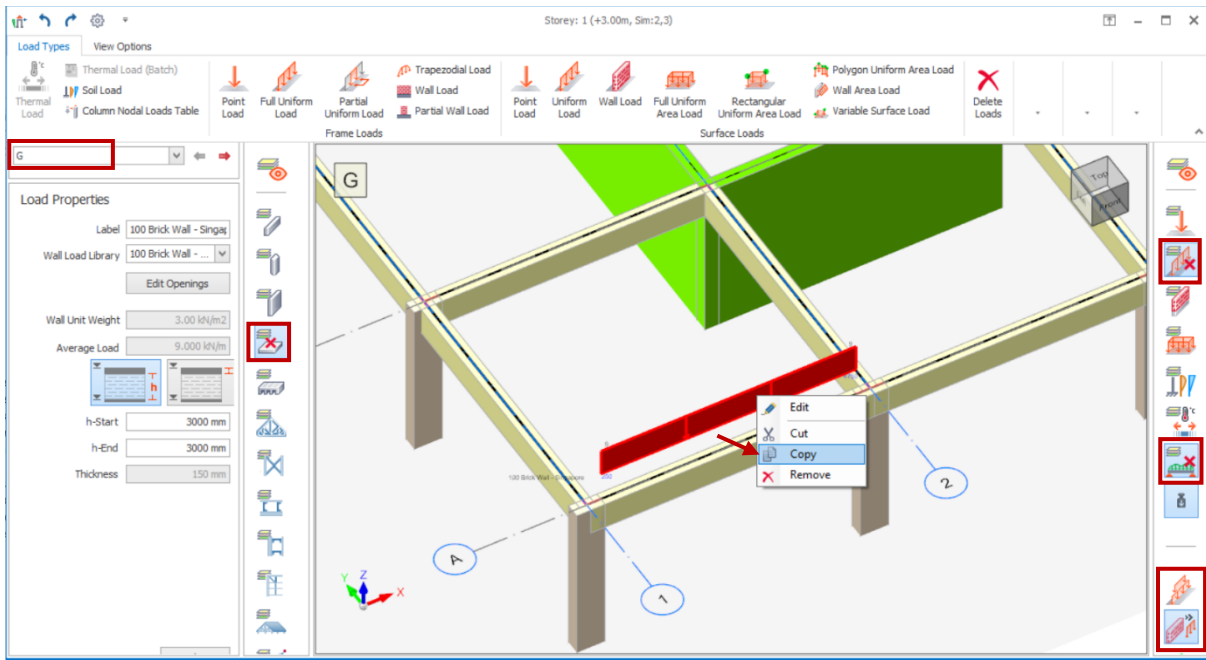 Storey: 1 (+3.00m, Sim:2,3)
Load Types View Options
Thermal Load
Thermal Load (Batch)
Soil Load
Column Nodal Loads Table
Point Load
Full Uniform Load
Partial Uniform Load
Trapezodial Load
Wall Load
Partial Wall Load
Frame Loads
Point Load
Uniform Load
Wall Load
Full Uniform Area Load
Rectangular Uniform Area Load
Polygon Uniform Area Load
Wall Area Load
Variable Surface Load
Surface Loads
Delete Loads
G
Load Properties
Label 100 Brick Wall - Singap
Wall Load Library 100 Brick Wall - ...
Edit Openings
Wall Unit Weight 3.00 kN/m2
Average Load 9.000 kN/m
h
h-Start 3000 mm
h-End 3000 mm
Thickness 150 mm
G
Top
Front
Edit
Cut
Copy
Remove
100 Brick Wall - Singapore
2
A
1
Y Z X